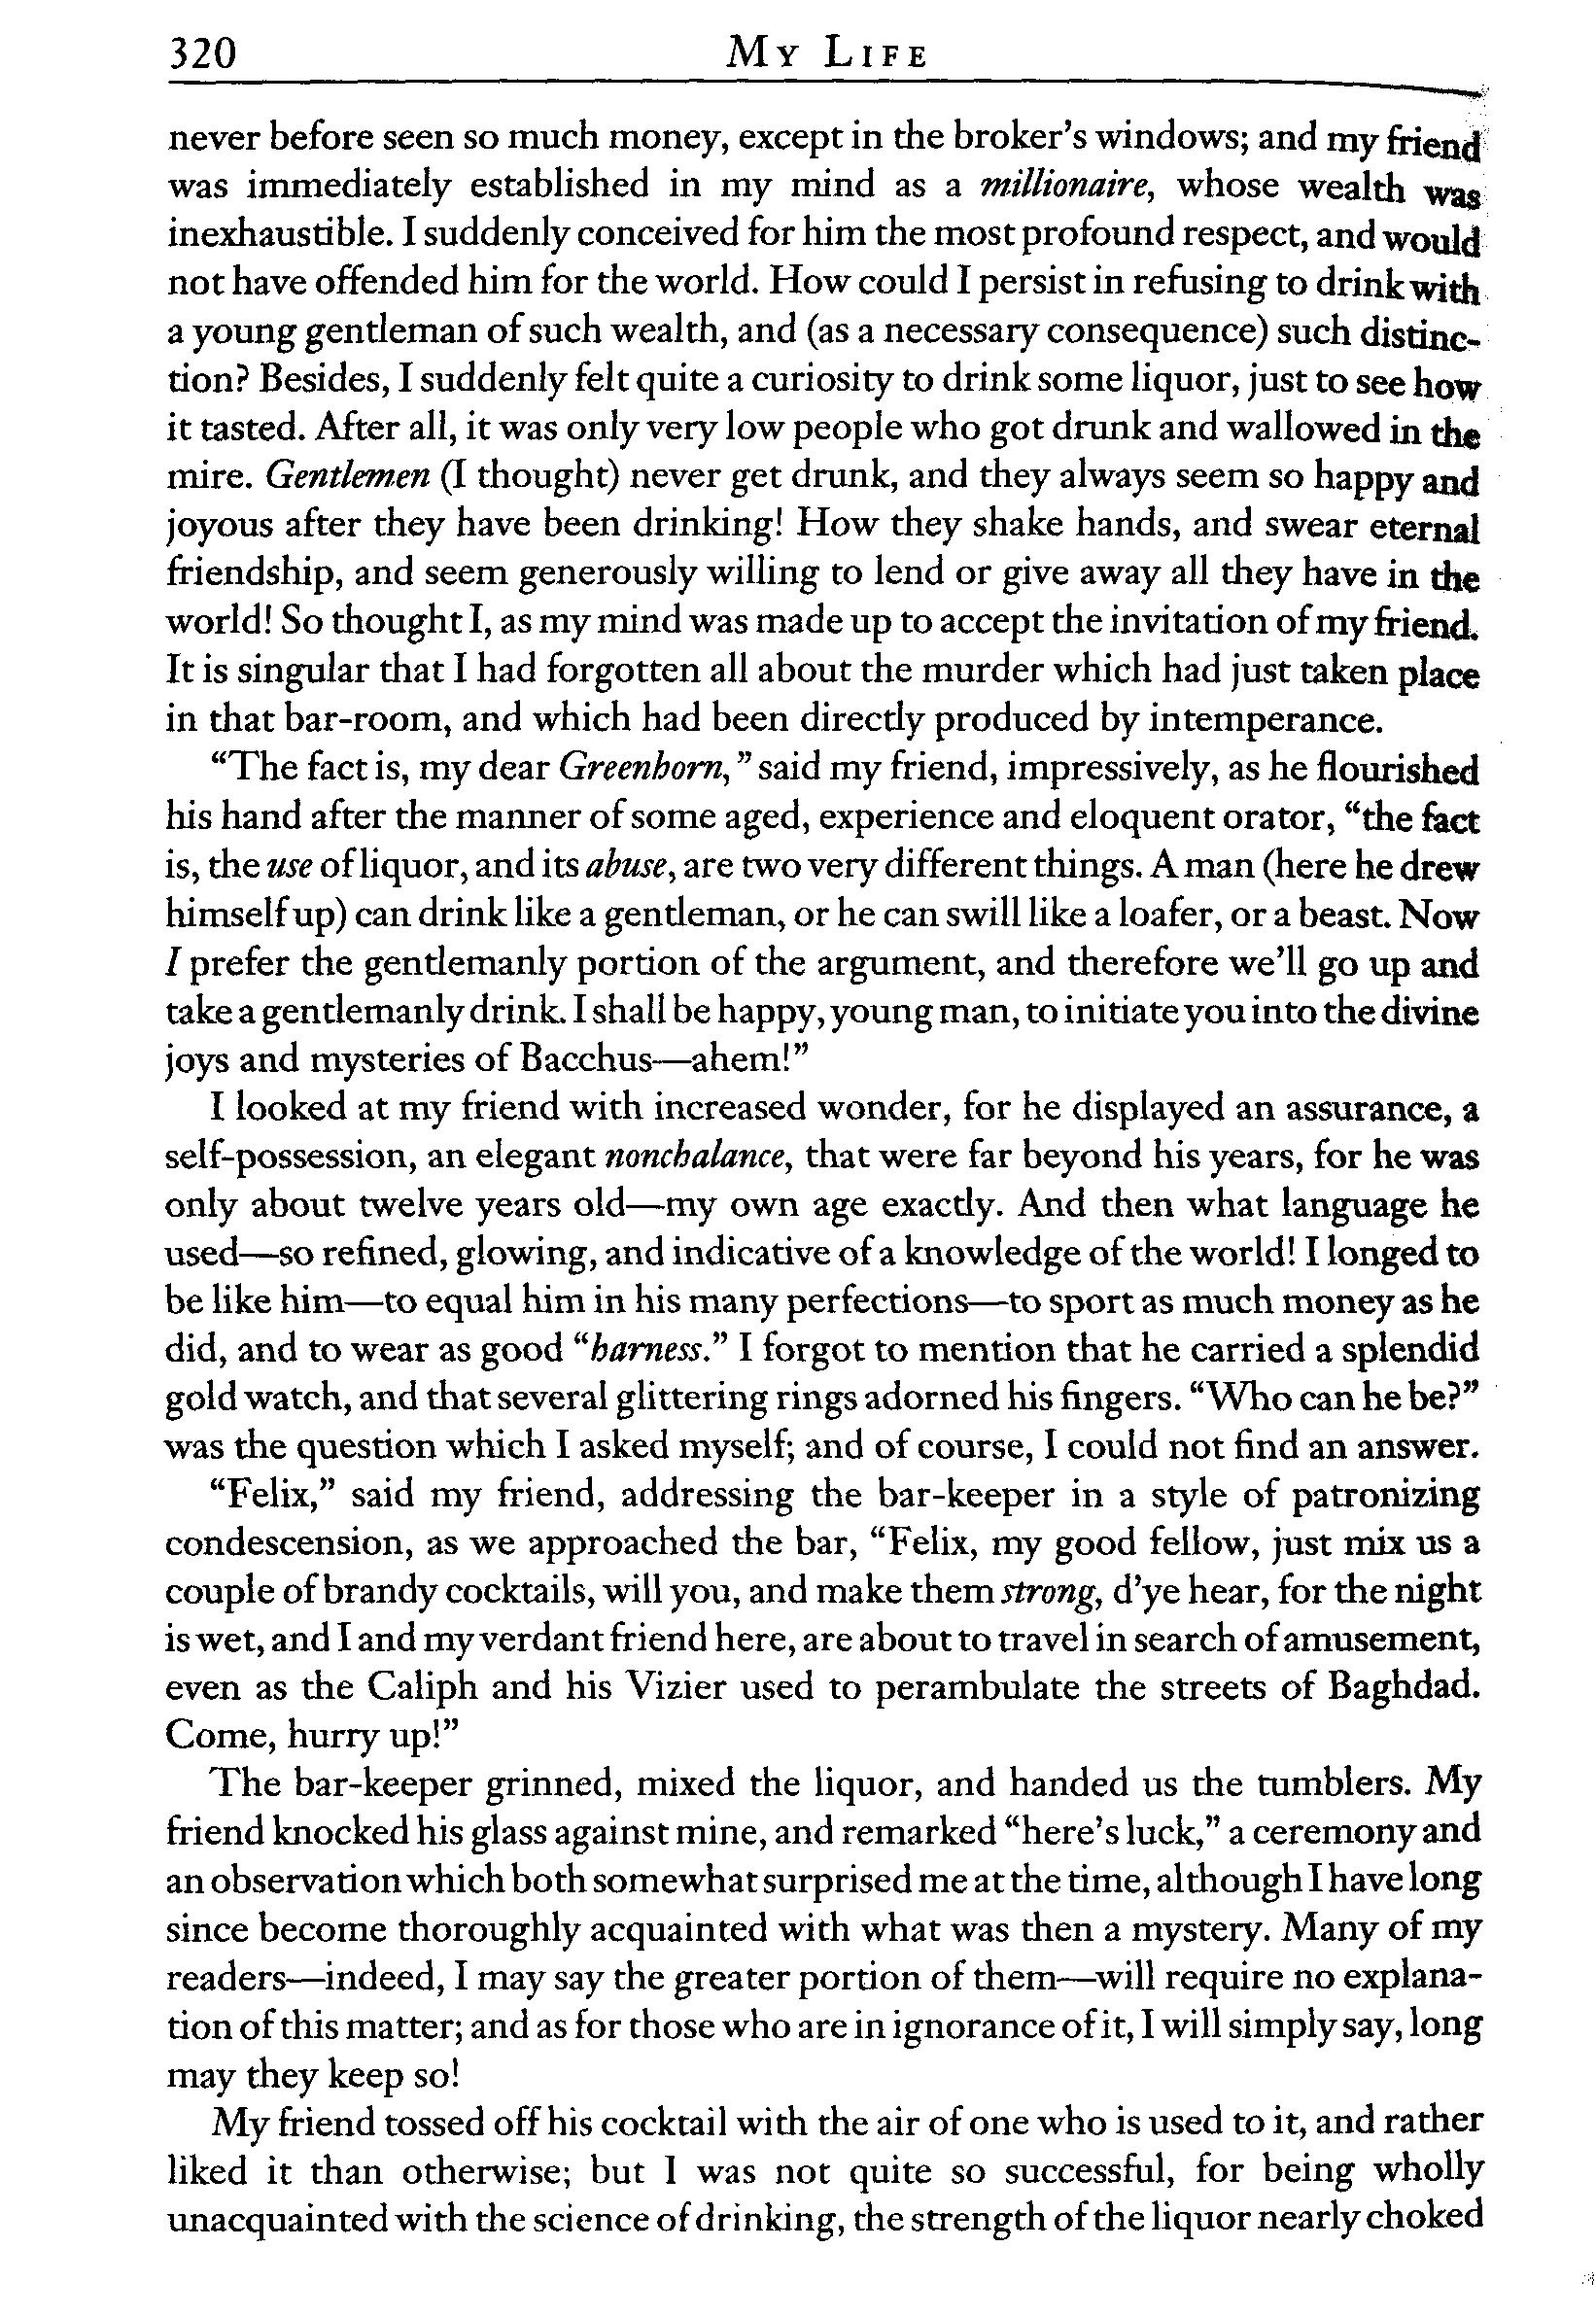 320 MY LIFE
never before seen so much money, except in the broker's windows; and my friend
was immediately established in my mind as a millionaire, whose wealth was
inexhaustible. I suddenly conceived for him the most profound respect, and would
not have offended him for the world. How could I persist in refusing to drink with
a young gentleman of such wealth, and (as a necessary consequence) such distinc-
tion? Besides, I suddenly felt quite a curiosity to drink some liquor, just to see how
it tasted. After all, it was only very low people who got drunk and wallowed in the
mire. Gentlemen (I thought) never get drunk, and they always seem so happy and
joyous after they have been drinking! How they shake hands, and swear eternal
friendship, and seem generously willing to lend or give away all they have in the
world! So thought I, as my mind was made up to accept the invitation of my friend.
It is singular that I had forgotten all about the murder which had just taken place
in that bar-room, and which had been directly produced by intemperance.
"The fact is, my dear Greenhorn," said my friend, impressively, as he flourished
his hand after the manner of some aged, experience and eloquent orator, "the fact
is, the use of liquor, and its abuse, are two very different things. A man (here he drew
himself up) can drink like a gentleman, or he can swill like a loafer, or a beast. Now
I prefer the gentlemanly portion of the argument, and therefore we'll go up and
take a gentlemanly drink. I shall be happy, young man, to initiate you into the divine
joys and mysteries of Bacchus—ahem!"
I looked at my friend with increased wonder, for he displayed an assurance, a
self-possession, an elegant nonchalance, that were far beyond his years, for he was
only about twelve years old—my own age exactly. And then what language he
used—so refined, glowing, and indicative of a knowledge of the world! I longed to
be like him—to equal him in his many perfections—to sport as much money as he
did, and to wear as good "harness." I forgot to mention that he carried a splendid
gold watch, and that several glittering rings adorned his fingers. "Who can he be?"
was the question which I asked myself; and of course, I could not find an answer.
"Felix," said my friend, addressing the bar-keeper in a style of patronizing
condescension, as we approached the bar, "Felix, my good fellow, just mix us a
couple of brandy cocktails, will you, and make them strong, d'ye hear, for the night
is wet, and I and my verdant friend here, are about to travel in search of amusement,
even as the Caliph and his Vizier used to perambulate the streets of Baghdad.
Come, hurry up!"
The bar-keeper grinned, mixed the liquor, and handed us the tumblers. My
friend knocked his glass against mine, and remarked "here's luck," a ceremony and
an observation which both somewhat surprised me at the time, although I have long
since become thoroughly acquainted with what was then a mystery. Many of my
readers—indeed, I may say the greater portion of them—will require no explana-
tion of this matter; and as for those who are in ignorance of it, I will simply say, long
may they keep so!
My friend tossed off his cocktail with the air of one who is used to it, and rather
liked it than otherwise; but I was not quite so successful, for being wholly
unacquainted with the science of drinking, the strength of the liquor nearly choked